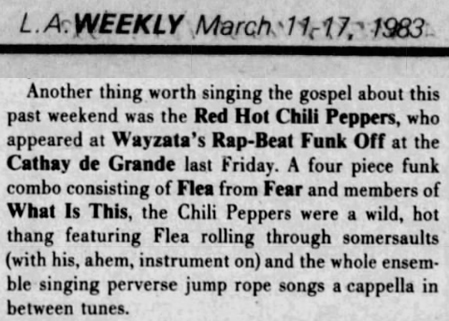 L.A. WEEKLY March 11-17, 1983
Another thing worth singing the gospel about this
past weekend was the Red Hot Chili Peppers, who
appeared at Wayzata's Rap-Beat Funk Off at the
Cathay de Grande last Friday. A four piece funk
combo consisting of Flea from Fear and members of
What Is This, the Chili Peppers were a wild, hot
thang featuring Flea rolling through somersaults
(with his, ahem, instrument on) and the whole ensem-
ble singing perverse jump rope songs a cappella in
between tunes.